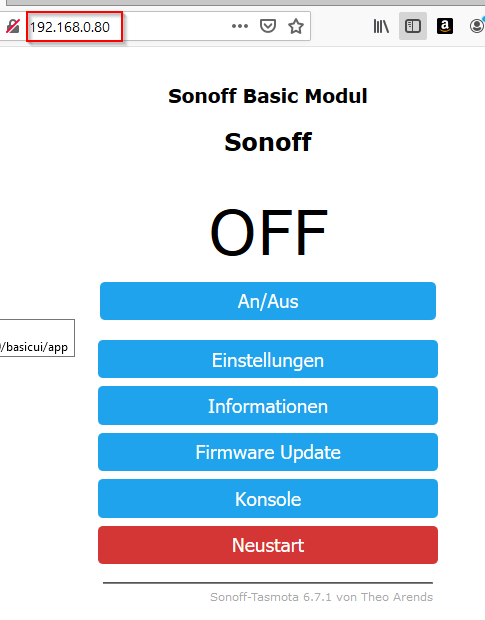 192.168.0.80
Sonoff Basic Modul
Sonoff
OFF
An/Aus
/basicui/app
Einstellungen
Informationen
Firmware Update
Konsole
Neustart
Sonoff-Tasmota 6.7.1 von Theo Arends